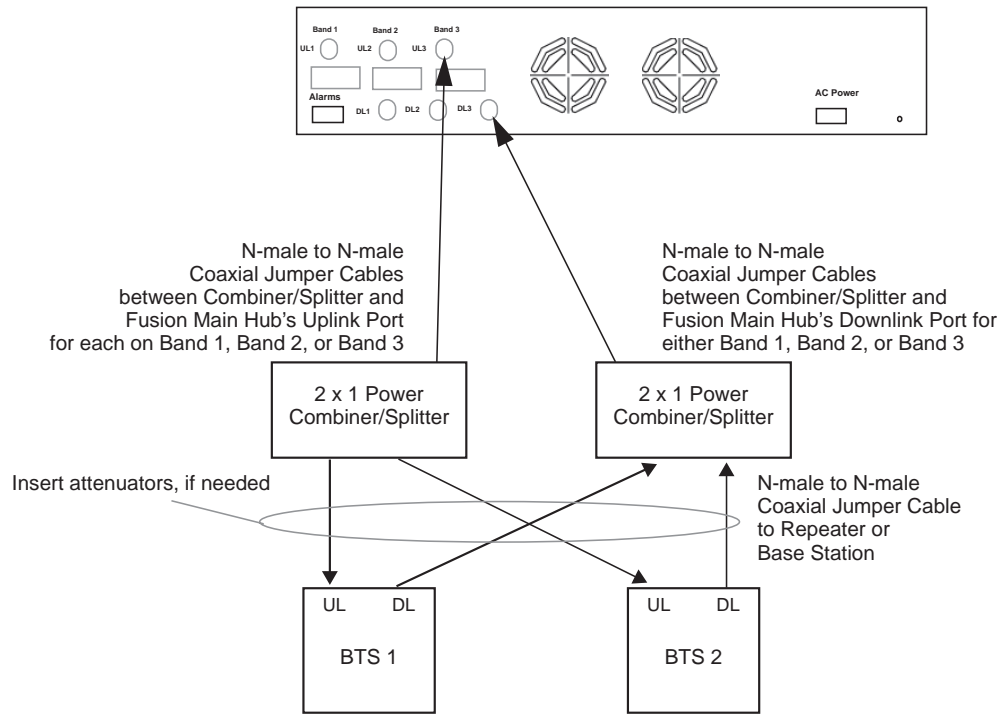 Band 1
Band 2
Band 3
UL1
UL2
UL3
Alarms
DL1
DL2
DL3
AC Power
N-male to N-male
Coaxial Jumper Cables
between Combiner/Splitter and
Fusion Main Hub's Uplink Port
for each on Band 1, Band 2, or Band 3
N-male to N-male
Coaxial Jumper Cables
between Combiner/Splitter and
Fusion Main Hub's Downlink Port for
either Band 1, Band 2, or Band 3
2 x 1 Power
Combiner/Splitter
2 x 1 Power
Combiner/Splitter
Insert attenuators, if needed
N-male to N-male
Coaxial Jumper Cable
to Repeater or
Base Station
UL
DL
BTS 1
UL
DL
BTS 2